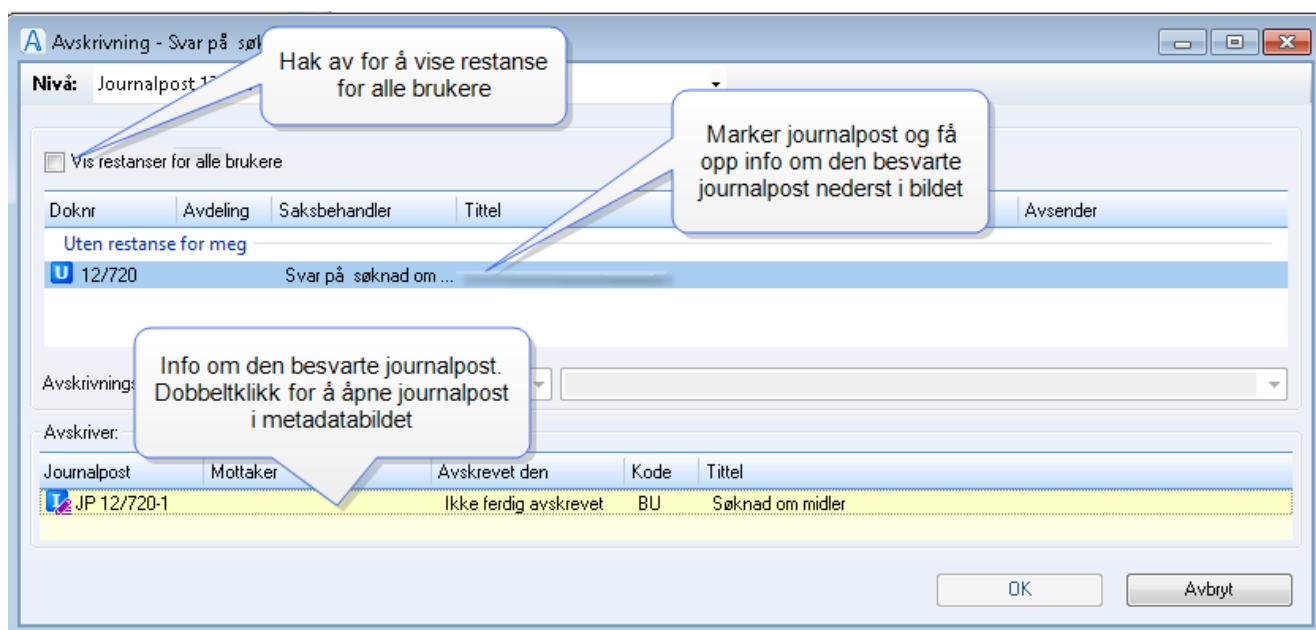 Avskrivning - Svar på
Hak av for å vise restanse
for alle brukere
Nivå: Journalpost
Marker journalpost og få
opp info om den besvarte
journalpost nederst i bildet
Vis restanser for alle brukere
Doknr Avdeling Saksbehandler Tittel Avsender
Uten restanse for meg
U 12/720 Svar på søknad om ...
Info om den besvarte journalpost.
Dobbeltklikk for å åpne journalpost
i metadatabildet
Avskriver:
Journalpost Mottaker Avskrevet den Kode Tittel
I JP 12/720-1 Ikke ferdig avskrevet BU Søknad om midler
OK Avbryt